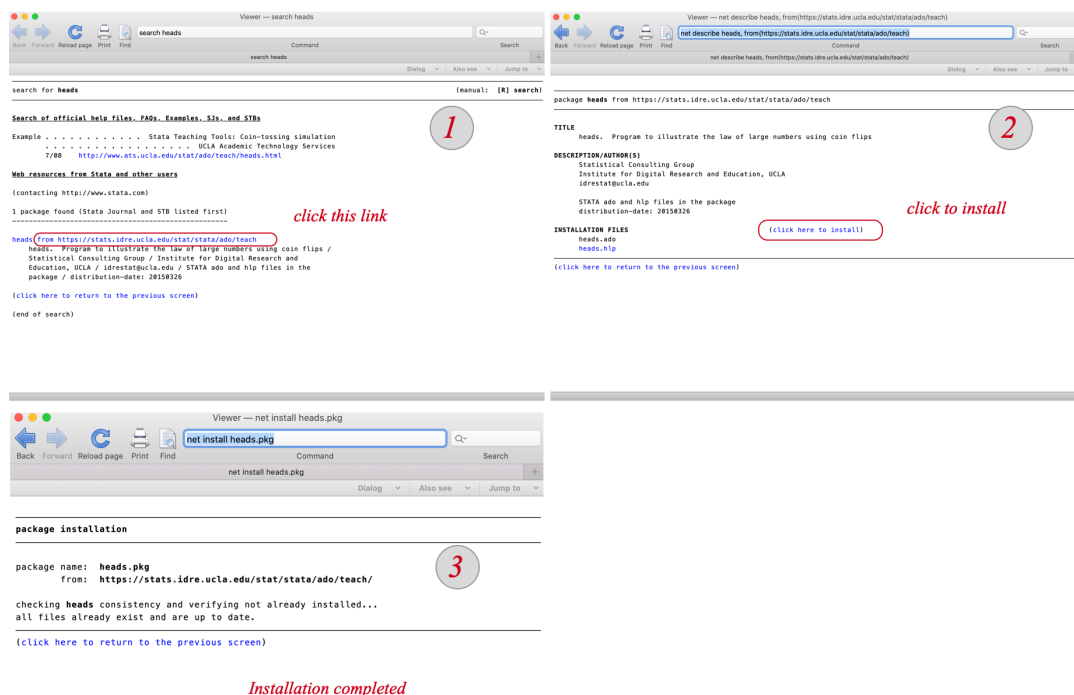 Viewer — search heads
search heads
Back Forward Reload page Print Find
Command
Search
search heads
Dialog Also see Jump to
search for heads (manual: [R] search)
Search of official help files, FAQs, Examples, SJs, and STBs
Example . . . . . . . . . . . . Stata Teaching Tools: Coin-tossing simulation
. . . . . . . . . . . . . . . . . . UCLA Academic Technology Services
7/08 http://www.ats.ucla.edu/stat/ado/teach/heads.html
Web resources from Stata and other users
(contacting http://www.stata.com)
1 package found (Stata Journal and STB listed first)
----------------------------------------------------
click this link
heads from https://stats.idre.ucla.edu/stat/stata/ado/teach
heads. Program to illustrate the law of large numbers using coin flips /
Statistical Consulting Group / Institute for Digital Research and
Education, UCLA / idrestat@ucla.edu / STATA ado and hlp files in the
package / distribution-date: 20150326
(click here to return to the previous screen)
(end of search)
1
Viewer — net describe heads, from(https://stats.idre.ucla.edu/stat/stata/ado/teach)
net describe heads, from(https://stats.idre.ucla.edu/stat/stata/ado/teach)
Back Forward Reload page Print Find
Command
Search
net describe heads, from(https://stats.idre.ucla.edu/stat/stata/ado/teach)
Dialog Also see Jump to
package heads from https://stats.idre.ucla.edu/stat/stata/ado/teach
2
TITLE
heads. Program to illustrate the law of large numbers using coin flips
DESCRIPTION/AUTHOR(S)
Statistical Consulting Group
Institute for Digital Research and Education, UCLA
idrestat@ucla.edu
STATA ado and hlp files in the package
distribution-date: 20150326
click to install
INSTALLATION FILES (click here to install)
heads.ado
heads.hlp
(click here to return to the previous screen)
Viewer — net install heads.pkg
net install heads.pkg
Back Forward Reload page Print Find
Command
Search
net install heads.pkg
Dialog Also see Jump to
package installation
3
package name: heads.pkg
from: https://stats.idre.ucla.edu/stat/stata/ado/teach/
checking heads consistency and verifying not already installed...
all files already exist and are up to date.
(click here to return to the previous screen)
Installation completed